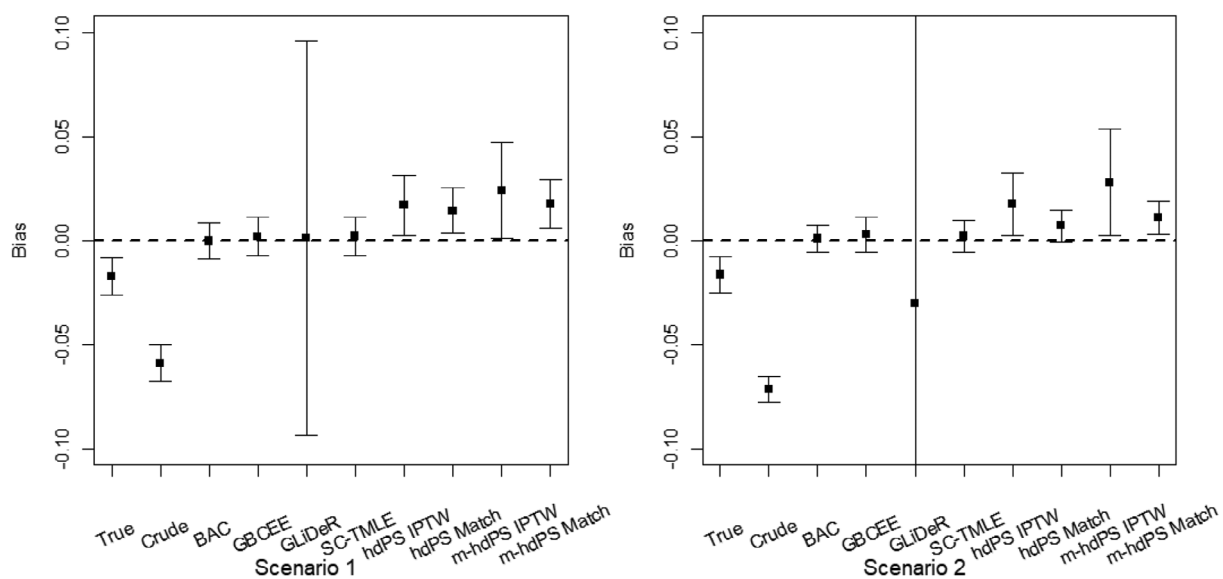 0.10
0.05
0.00
-0.05
-0.10
Bias
True
Crude
BAC
GBCEE
GLiDeR
SC-TMLE
hdPS IPTW
hdPS Match
m-hdPS IPTW
m-hdPS Match
Scenario 1
0.10
0.05
0.00
-0.05
-0.10
Bias
True
Crude
BAC
GBCEE
GLiDeR
SC-TMLE
hdPS IPTW
hdPS Match
m-hdPS IPTW
m-hdPS Match
Scenario 2